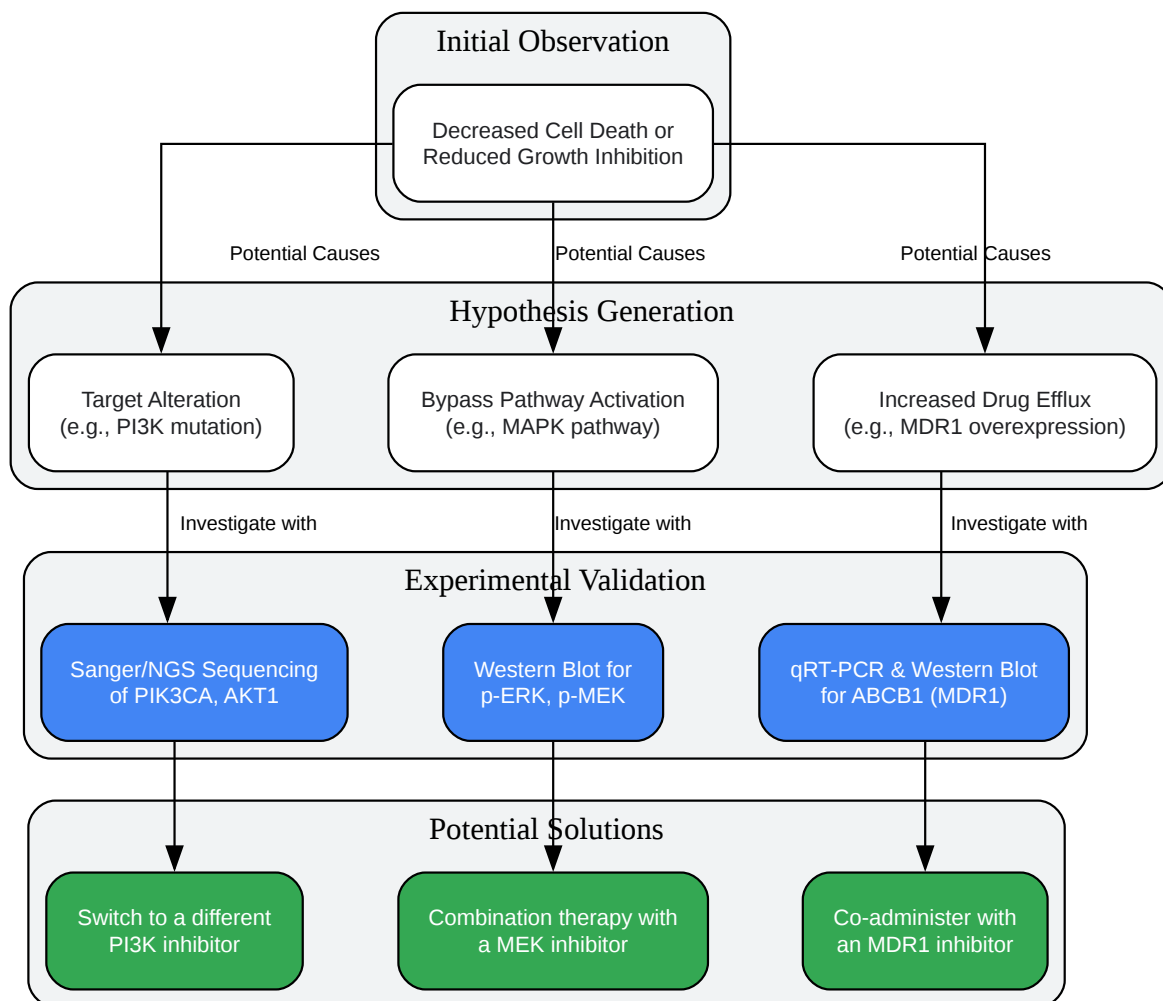 Initial Observation
Decreased Cell Death or
Reduced Growth Inhibition
Potential Causes
Potential Causes
Potential Causes
Hypothesis Generation
Target Alteration
(e.g., PI3K mutation)
Bypass Pathway Activation
(e.g., MAPK pathway)
Increased Drug Efflux
(e.g., MDR1 overexpression)
Investigate with
Investigate with
Investigate with
Experimental Validation
Sanger/NGS Sequencing
of PIK3CA, AKT1
Western Blot for
p-ERK, p-MEK
qRT-PCR & Western Blot
for ABCB1 (MDR1)
Potential Solutions
Switch to a different
PI3K inhibitor
Combination therapy with
a MEK inhibitor
Co-administer with
an MDR1 inhibitor